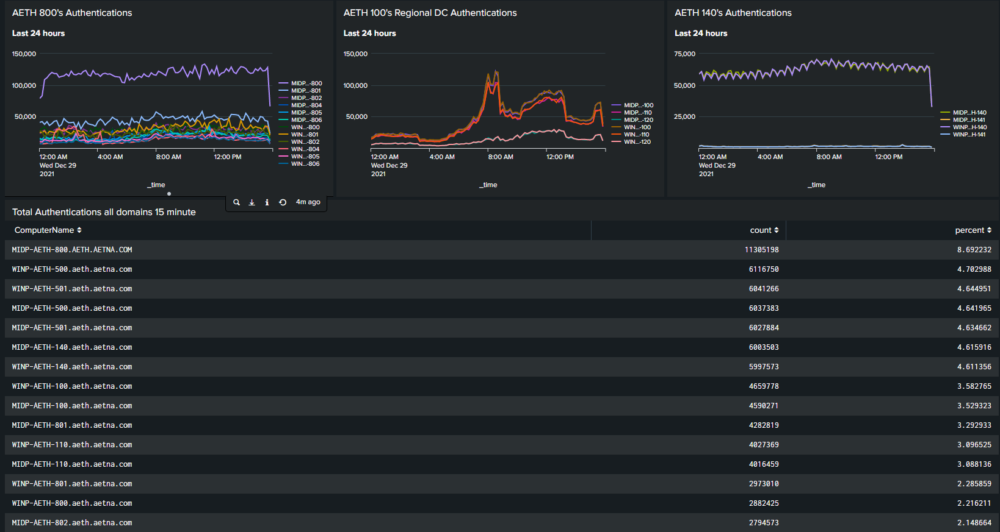 AETH 800's Authentications
Last 24 hours
150,000
100,000
50,000
12:00 AM
Wed Dec 29
2021
4:00 AM
8:00 AM
12:00 PM
_time
MIDP...-800
MIDP...-801
MIDP...-802
MIDP...-804
MIDP...-805
MIDP...-806
WIN...-800
WIN...-801
WIN...-802
WIN...-804
WIN...-805
WIN...-806
4m ago
AETH 100's Regional DC Authentications
Last 24 hours
150,000
100,000
50,000
12:00 AM
Wed Dec 29
2021
4:00 AM
8:00 AM
12:00 PM
_time
MIDP...-100
MIDP...-110
MIDP...-120
WIN...-100
WIN...-110
WIN...-120
AETH 140's Authentications
Last 24 hours
75,000
50,000
25,000
12:00 AM
Wed Dec 29
2021
4:00 AM
8:00 AM
12:00 PM
_time
MIDP...H-140
MIDP...H-141
WINP...H-140
WINP...H-141
Total Authentications all domains 15 minute
ComputerName count percent
MIDP-AETH-800.AETH.AETNA.COM 11305198 8.692232
WINP-AETH-500.aeth.aetna.com 6116750 4.702988
WINP-AETH-501.aeth.aetna.com 6041266 4.644951
MIDP-AETH-500.aeth.aetna.com 6037383 4.641965
MIDP-AETH-501.aeth.aetna.com 6027884 4.634662
MIDP-AETH-140.aeth.aetna.com 6003503 4.615916
WINP-AETH-140.aeth.aetna.com 5997573 4.611356
WINP-AETH-100.aeth.aetna.com 4659778 3.582765
MIDP-AETH-100.aeth.aetna.com 4590271 3.529323
MIDP-AETH-801.aeth.aetna.com 4282819 3.292933
WINP-AETH-110.aeth.aetna.com 4027369 3.096525
MIDP-AETH-110.aeth.aetna.com 4016459 3.088136
WINP-AETH-801.aeth.aetna.com 2973010 2.285859
WINP-AETH-800.aeth.aetna.com 2882425 2.216211
MIDP-AETH-802.aeth.aetna.com 2794573 2.148664